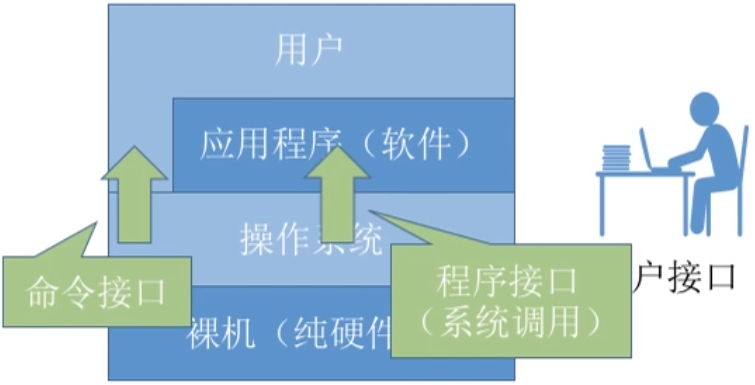 用户
应用程序（软件）
操作系统
命令接口
程序接口
（系统调用）
户接口
裸机（纯硬件